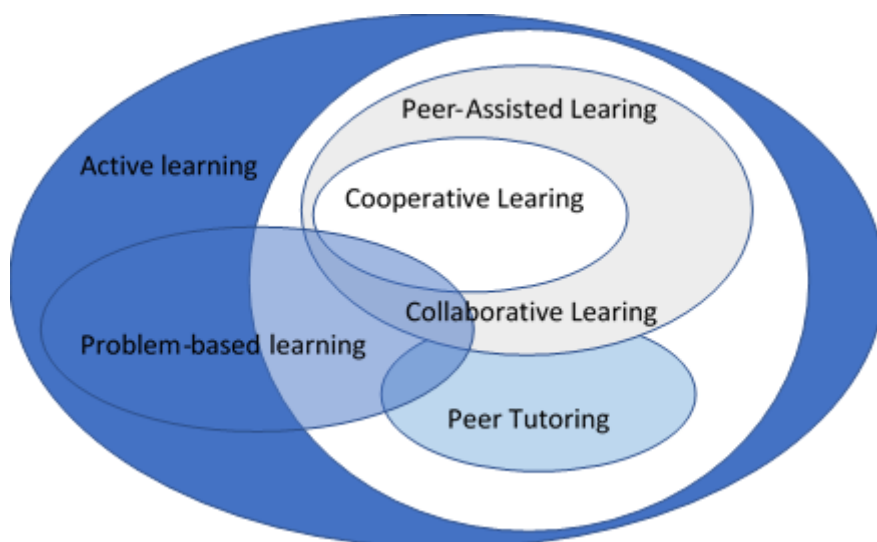 Peer-Assisted Learing
Active learning
Cooperative Learing
Collaborative Learing
Problem-based learning
Peer Tutoring